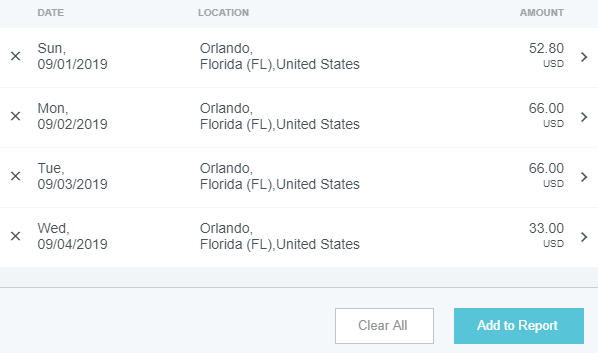 DATE LOCATION AMOUNT
Sun, Orlando, 52.80
09/01/2019 Florida (FL),United States USD
Mon, Orlando, 66.00
09/02/2019 Florida (FL),United States USD
Tue, Orlando, 66.00
09/03/2019 Florida (FL),United States USD
Wed, Orlando, 33.00
09/04/2019 Florida (FL),United States USD
Clear All Add to Report